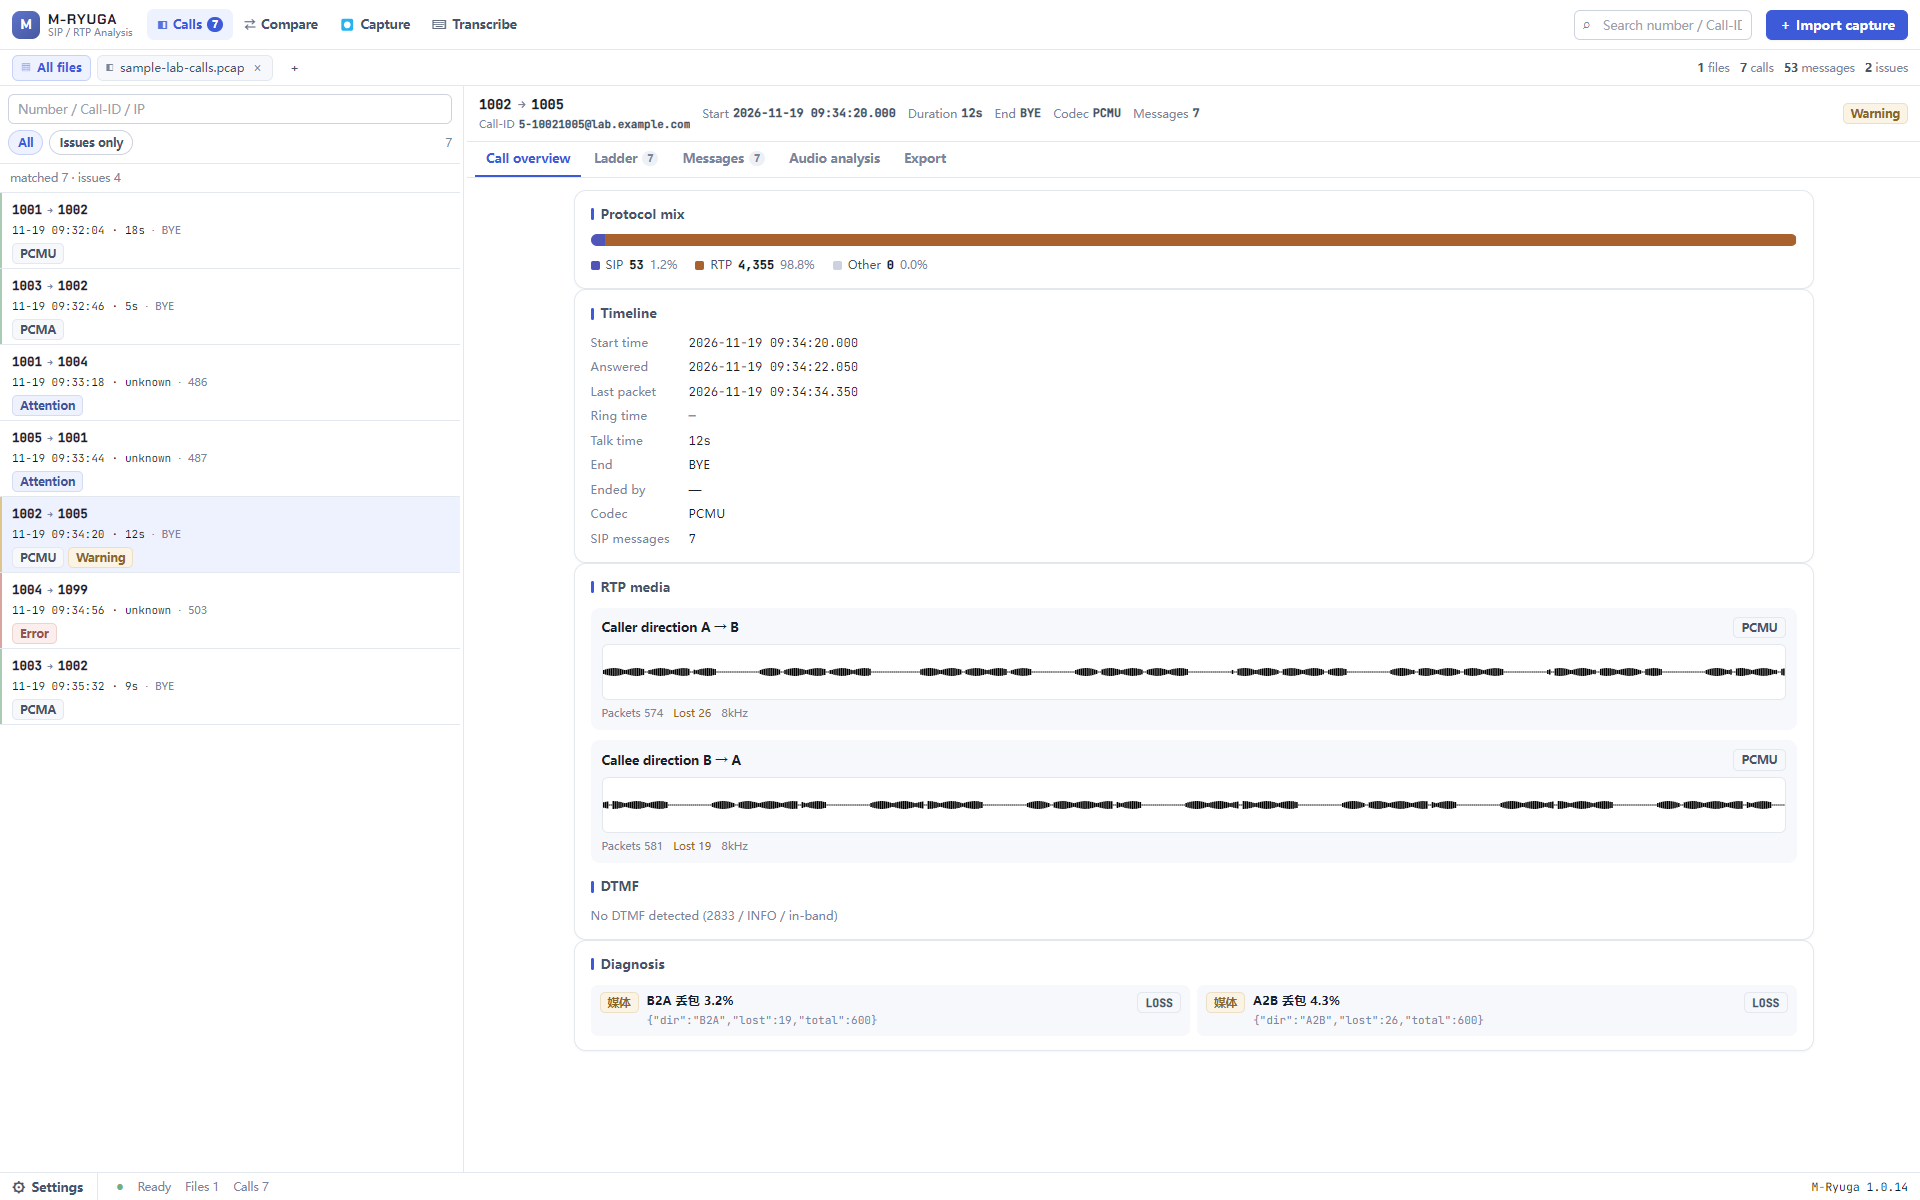 M
M-RYUGA
SIP / RTP Analysis
Calls 7
Compare
Capture
Transcribe
Search number / Call-ID
+ Import capture
All files
sample-lab-calls.pcap ×
+
1 files 7 calls 53 messages 2 issues
Number / Call-ID / IP
All
Issues only
7
matched 7 · issues 4
1001 → 1002
11-19 09:32:04 · 18s · BYE
PCMU
1003 → 1002
11-19 09:32:46 · 5s · BYE
PCMA
1001 → 1004
11-19 09:33:18 · unknown · 486
Attention
1005 → 1001
11-19 09:33:44 · unknown · 487
Attention
1002 → 1005
11-19 09:34:20 · 12s · BYE
PCMU Warning
1004 → 1099
11-19 09:34:56 · unknown · 503
Error
1003 → 1002
11-19 09:35:32 · 9s · BYE
PCMA
1002 → 1005
Call-ID 5-10021005@lab.example.com
Start 2026-11-19 09:34:20.000 Duration 12s End BYE Codec PCMU Messages 7
Warning
Call overview
Ladder 7
Messages 7
Audio analysis
Export
Protocol mix
SIP 53 1.2% RTP 4,355 98.8% Other 0 0.0%
Timeline
Start time 2026-11-19 09:34:20.000
Answered 2026-11-19 09:34:22.050
Last packet 2026-11-19 09:34:34.350
Ring time —
Talk time 12s
End BYE
Ended by —
Codec PCMU
SIP messages 7
RTP media
Caller direction A → B
PCMU
Packets 574 Lost 26 8kHz
Callee direction B → A
PCMU
Packets 581 Lost 19 8kHz
DTMF
No DTMF detected (2833 / INFO / in-band)
Diagnosis
媒体 B2A 丢包 3.2% LOSS
{"dir":"B2A","lost":19,"total":600}
媒体 A2B 丢包 4.3% LOSS
{"dir":"A2B","lost":26,"total":600}
Settings
Ready Files 1 Calls 7
M-Ryuga 1.0.14